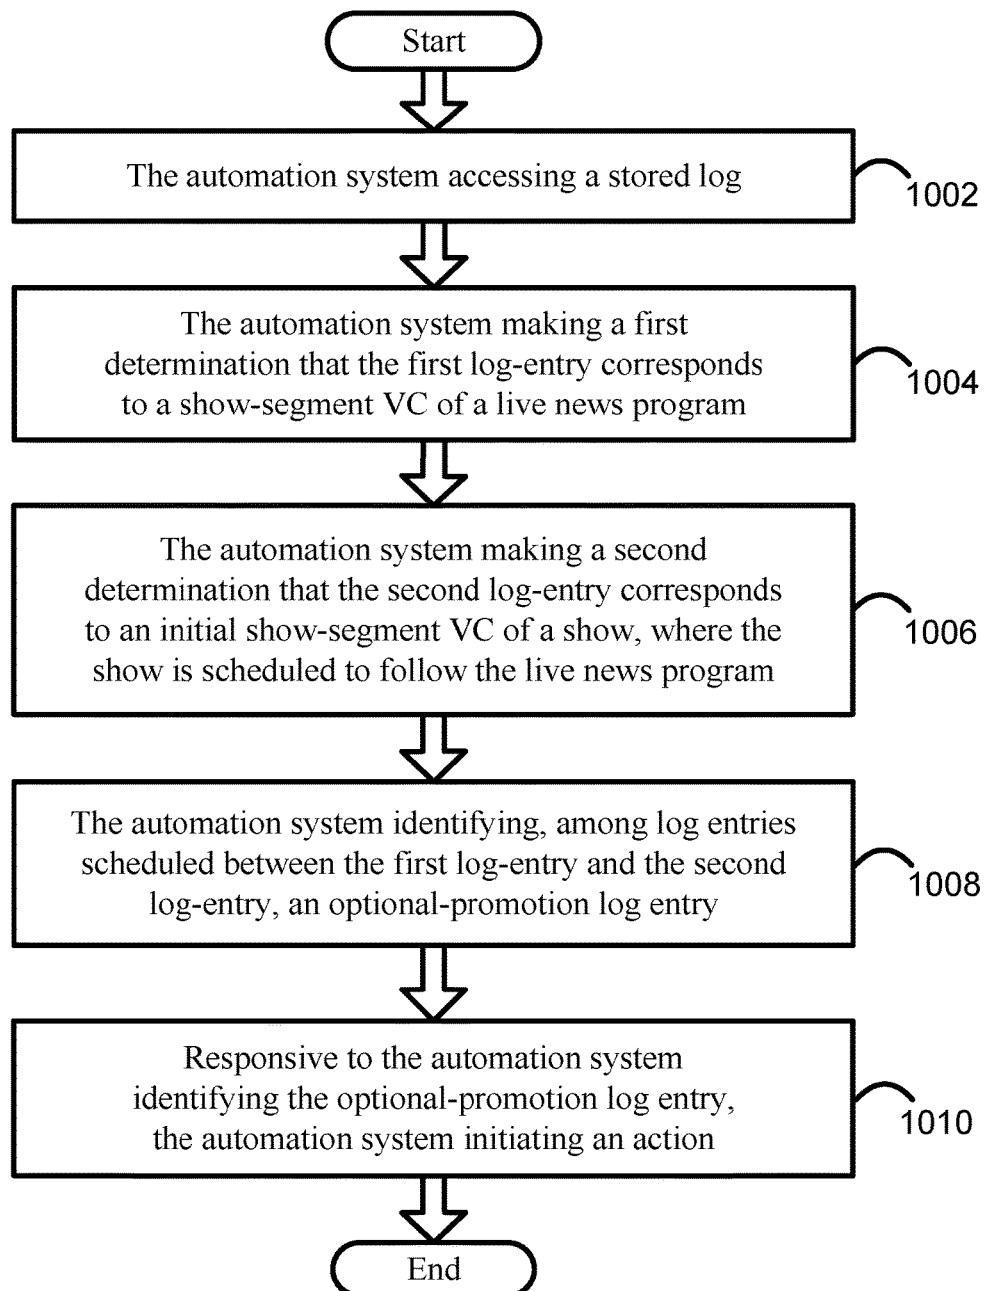 Start
The automation system accessing a stored log
1002
The automation system making a first
determination that the first log-entry corresponds
to a show-segment VC of a live news program
1004
The automation system making a second
determination that the second log-entry corresponds
to an initial show-segment VC of a show, where the
show is scheduled to follow the live news program
1006
The automation system identifying, among log entries
scheduled between the first log-entry and the second
log-entry, an optional-promotion log entry
1008
Responsive to the automation system
identifying the optional-promotion log entry,
the automation system initiating an action
1010
End